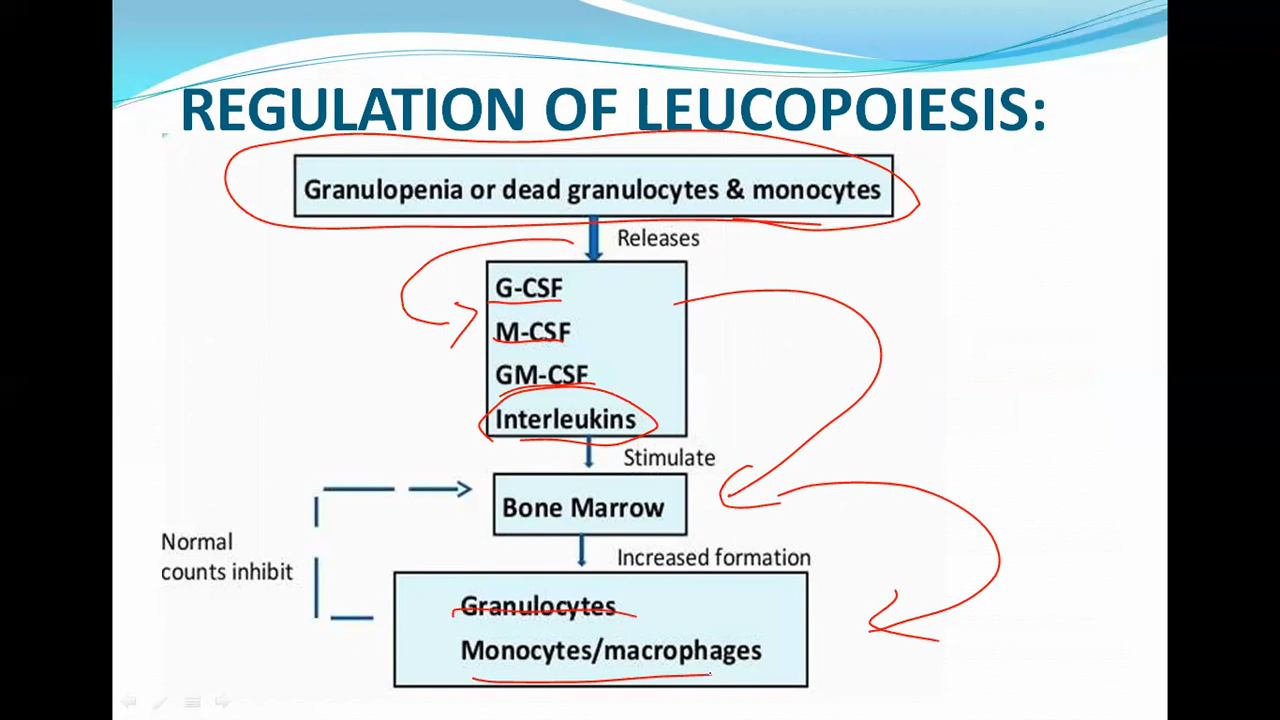 REGULATION OF LEUCOPOIESIS:
Granulopenia or dead granulocytes & monocytes
Releases
G-CSF
M-CSF
GM-CSF
Interleukins
Stimulate
Bone Marrow
Normal
counts inhibit
Increased formation
Granulocytes
Monocytes/macrophages